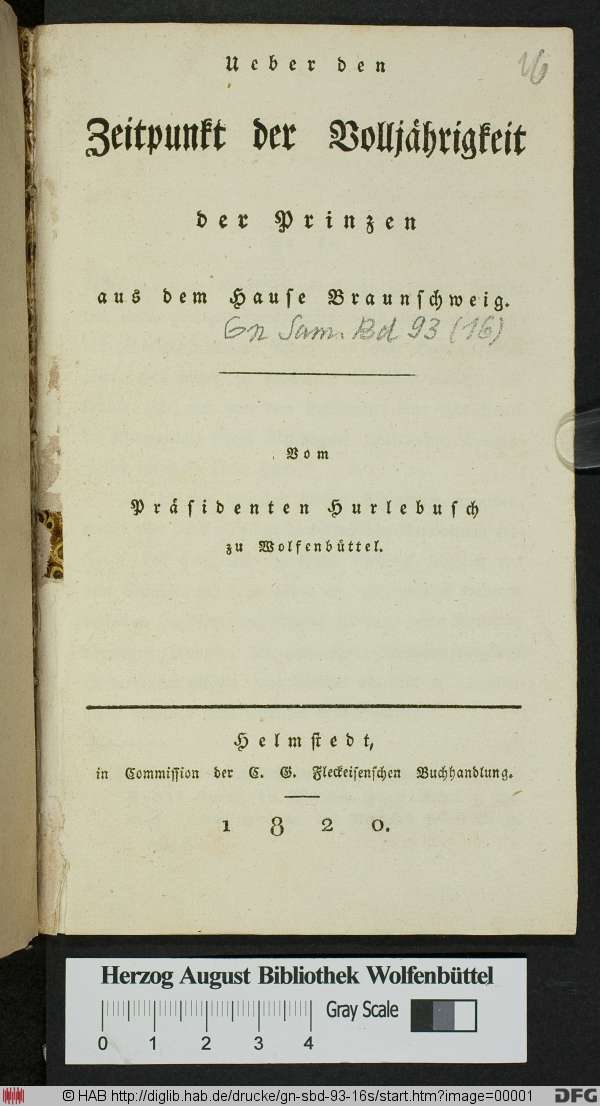 16
Ueber den
Zeitpunkt der Volljährigkeit
der Prinzen
aus dem Hause Braunschweig.
Gn Sam. Bd 93 (16)
Vom
Präsidenten Hurlebusch
zu Wolfenbüttel.
Helmstedt,
in Commission der C. G. Fleckeisenschen Buchhandlung.
1820.
Herzog August Bibliothek Wolfenbüttel
Gray Scale
0 1 2 3 4
© HAB http://diglib.hab.de/drucke/gn-sbd-93-16s/start.htm?image=00001
DFG